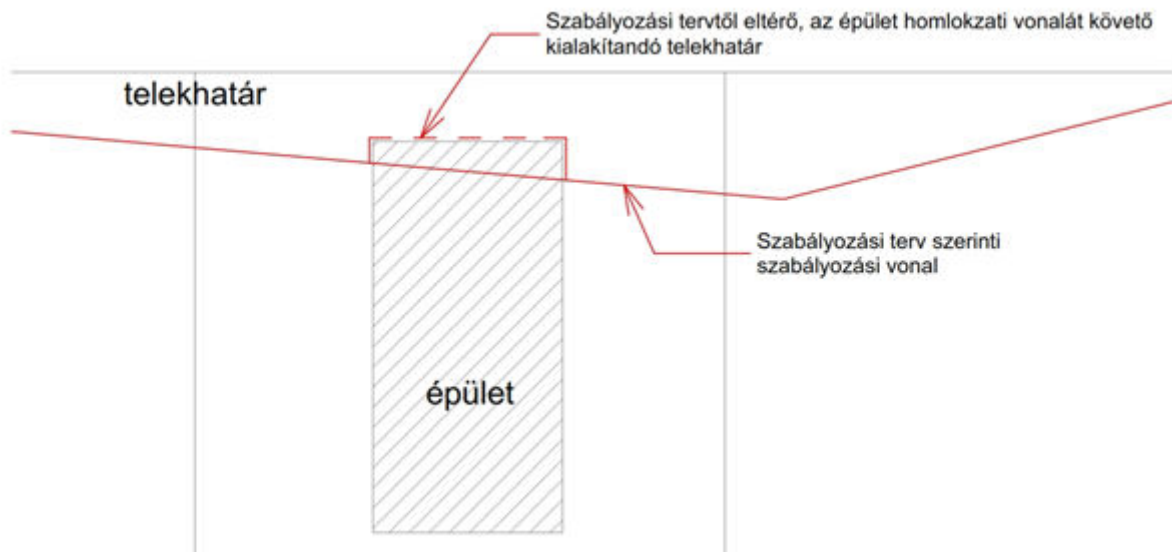 Szabályozási tervtől eltérő, az épület homlokzati vonalát követő
kialakítandó telekhatár
telekhatár
Szabályozási terv szerinti
szabályozási vonal
épület